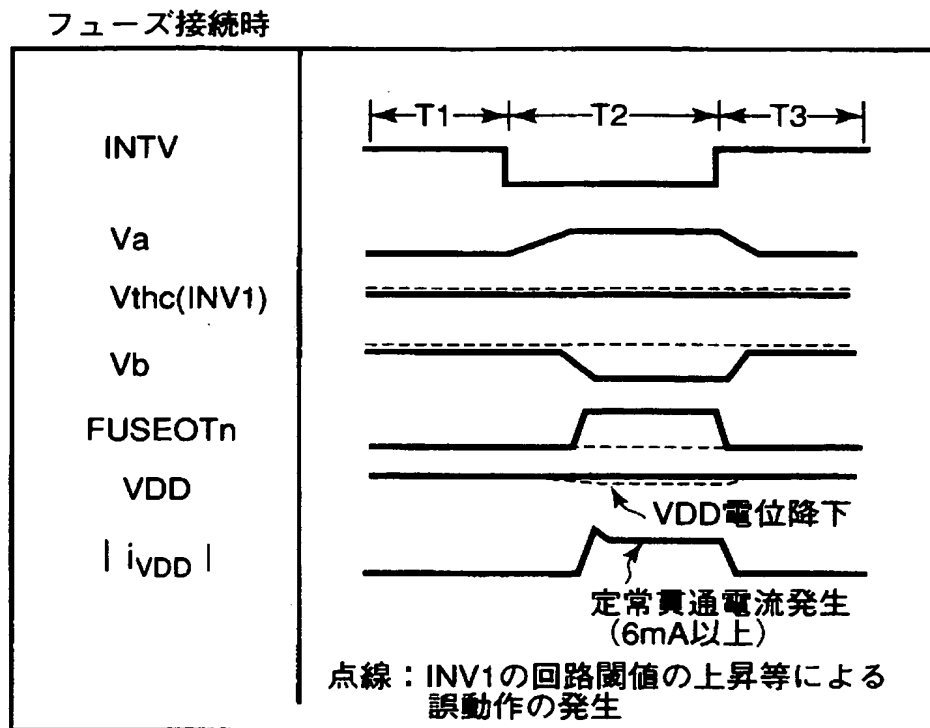 フューズ接続時
T1 T2 T3
INTV
Va
Vthc(INV1)
Vb
FUSEOTn
VDD
VDD電位降下
| iVDD |
定常貫通電流発生
(6mA以上)
点線:INV1の回路閾値の上昇等による
誤動作の発生